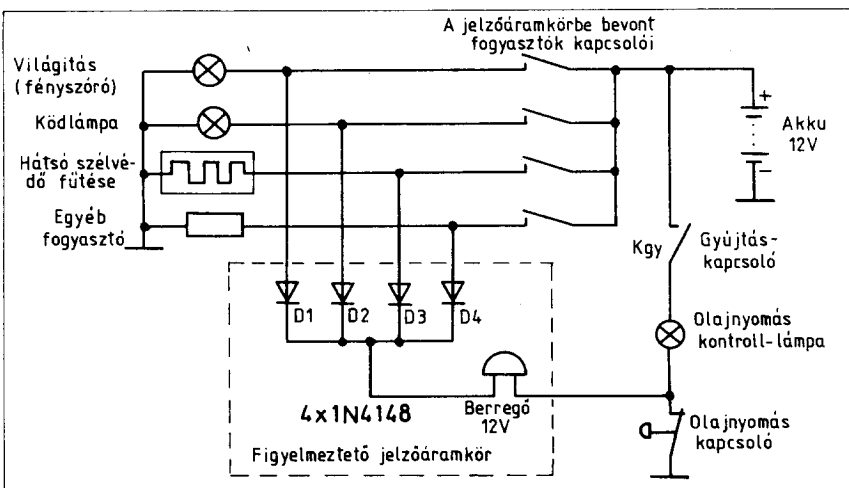 A jelzőáramkörbe bevont
fogyasztók kapcsolói
Világítás
(fényszóró)
Ködlámpa
Hátsó szélvé-
dő fűtése
Egyéb
fogyasztó
+
Akku
12V
−
Kgy
Gyújtás-
kapcsoló
D1
D2
D3
D4
Olajnyomás
kontroll-lámpa
4x1N4148
Berregő
12V
Olajnyomás
kapcsoló
Figyelmeztető jelzőáramkör